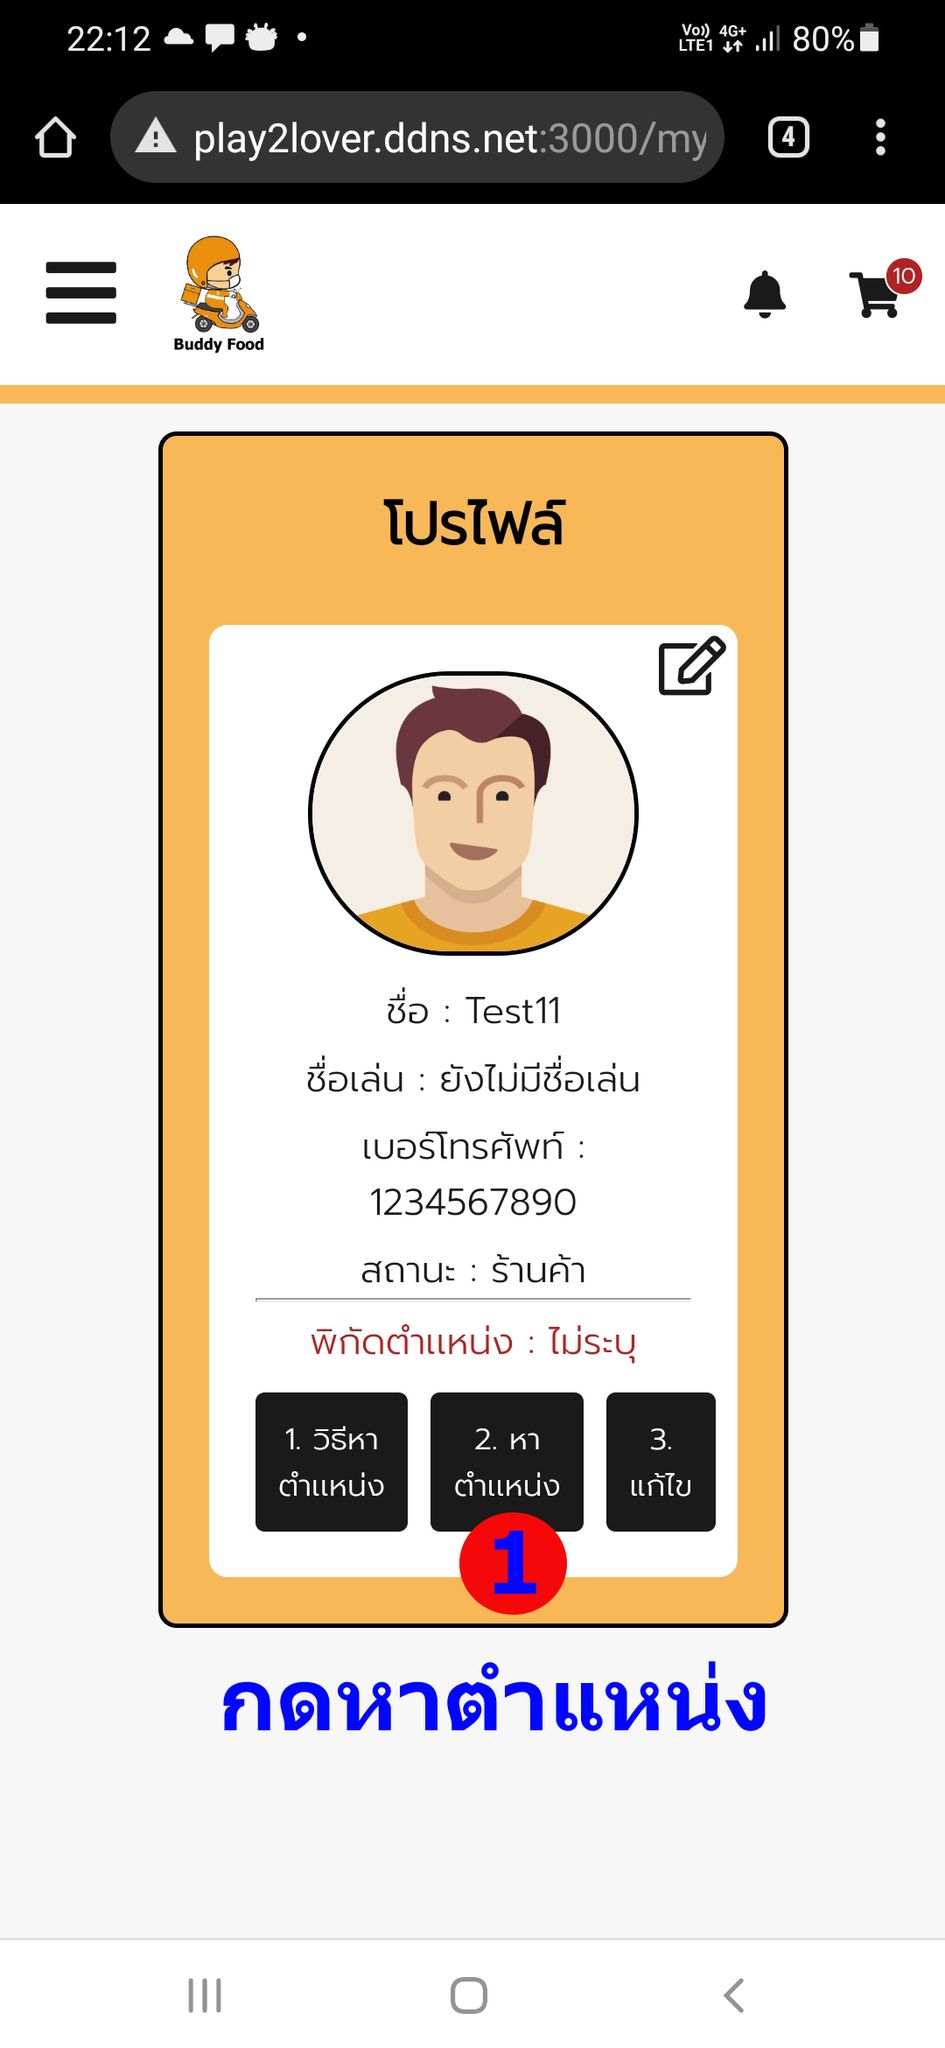 22:12
Vo)) 4G+
LTE1
80%
play2lover.ddns.net:3000/my
4
Buddy Food
10
โปรไฟล์
ชื่อ : Test11
ชื่อเล่น : ยังไม่มีชื่อเล่น
เบอร์โทรศัพท์ :
1234567890
สถานะ : ร้านค้า
พิกัดตำแหน่ง : ไม่ระบุ
1. วิธีหา
ตำแหน่ง
2. หา
ตำแหน่ง
3.
แก้ไข
1
กดหาตำแหน่ง